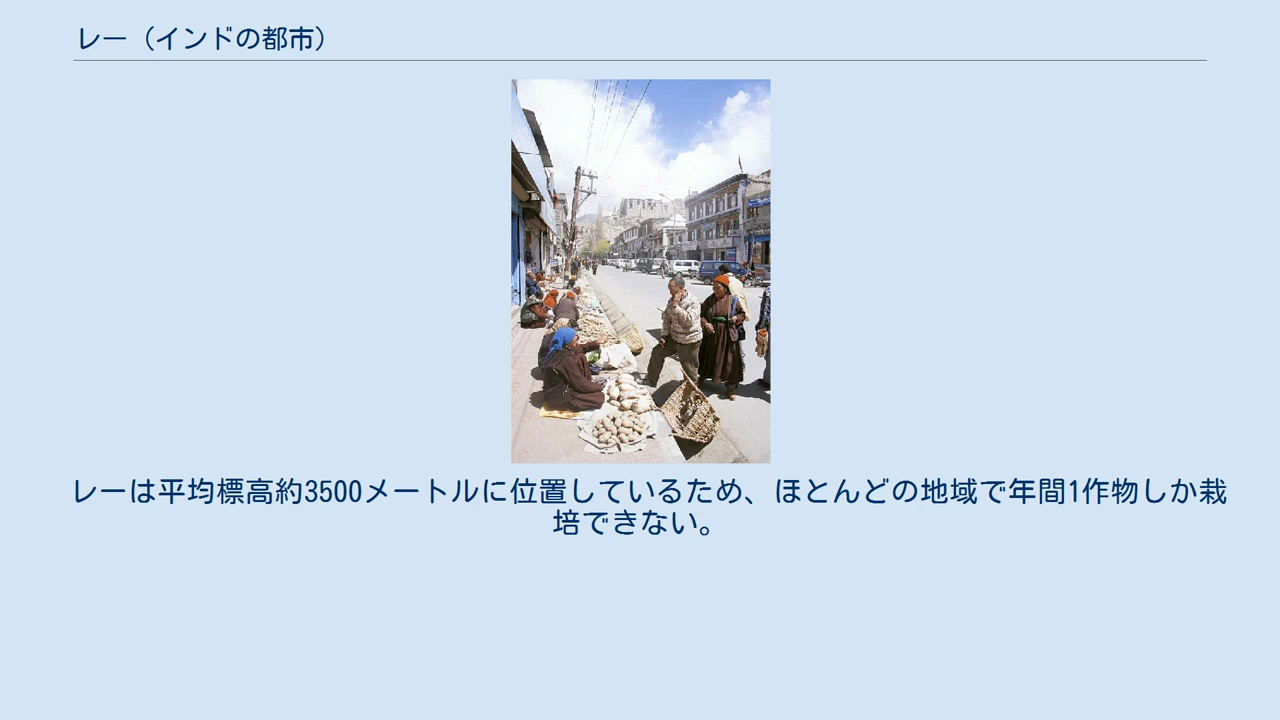 レー（インドの都市）
レーは平均標高約3500メートルに位置しているため、ほとんどの地域で年間1作物しか栽
培できない。